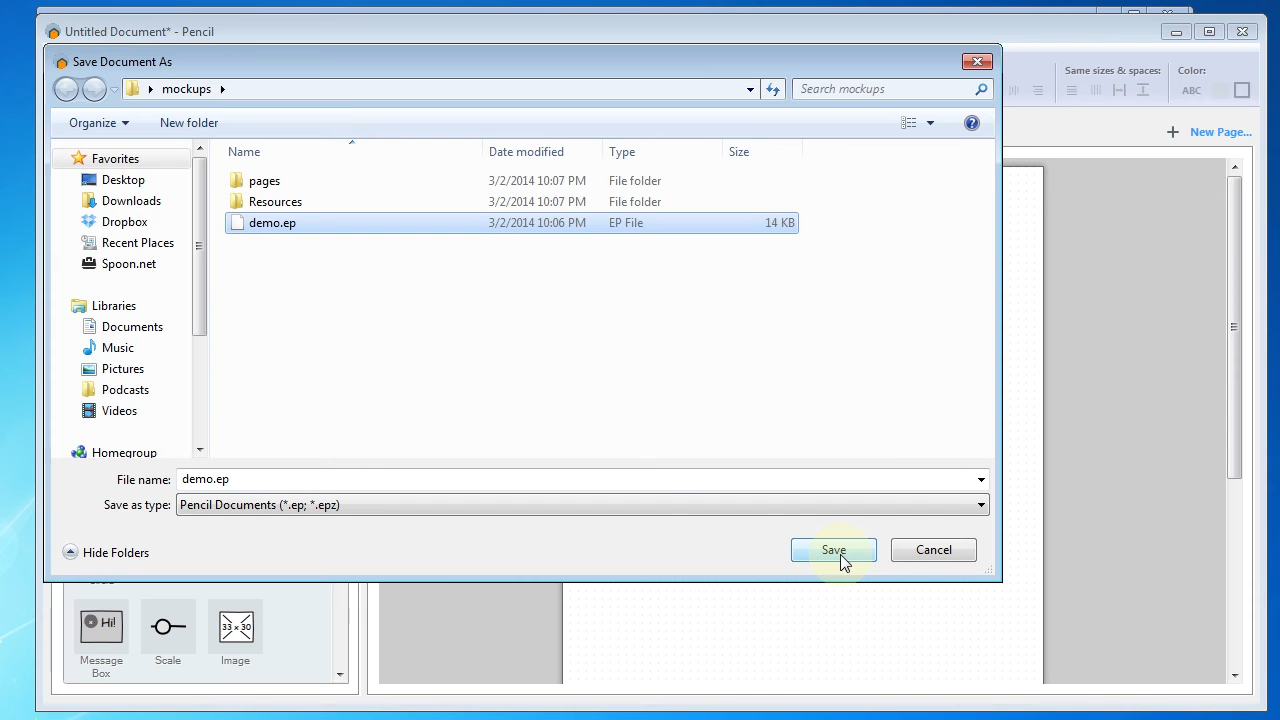 Untitled Document* - Pencil
Save Document As
mockups
Search mockups
Same sizes & spaces:
Color:
ABC
Organize
New folder
New Page...
Name
Date modified
Type
Size
Favorites
Desktop
Downloads
Dropbox
Recent Places
Spoon.net
Libraries
Documents
Music
Pictures
Podcasts
Videos
Homegroup
pages 3/2/2014 10:07 PM File folder
Resources 3/2/2014 10:07 PM File folder
demo.ep 3/2/2014 10:06 PM EP File 14 KB
File name: demo.ep
Save as type: Pencil Documents (*.ep; *.epz)
Hide Folders
Save
Cancel
Hi!
33 x 30
Message
Box
Scale
Image